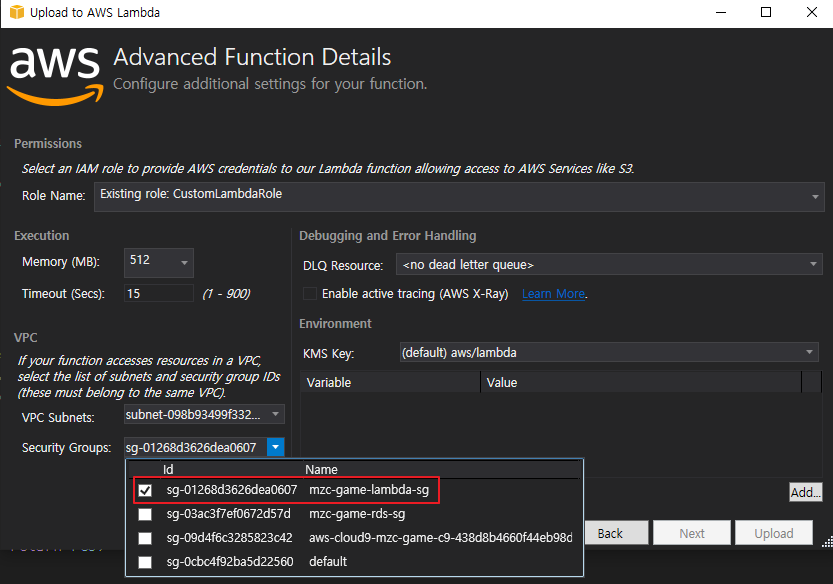 Upload to AWS Lambda
aws
Advanced Function Details
Configure additional settings for your function.
Permissions
Select an IAM role to provide AWS credentials to our Lambda function allowing access to AWS Services like S3.
Role Name: Existing role: CustomLambdaRole
Execution
Memory (MB): 512
Timeout (Secs): 15 (1 - 900)
Debugging and Error Handling
DLQ Resource: <no dead letter queue>
Enable active tracing (AWS X-Ray) Learn More.
Environment
KMS Key: (default) aws/lambda
Variable Value
VPC
If your function accesses resources in a VPC,
select the list of subnets and security group IDs
(these must belong to the same VPC).
VPC Subnets: subnet-098b93499f332...
Security Groups: sg-01268d3626dea0607
Id Name
sg-01268d3626dea0607 mzc-game-lambda-sg
sg-03ac3f7ef0672d57d mzc-game-rds-sg
sg-09d4f6c3285823c42 aws-cloud9-mzc-game-c9-438d8b4660f44eb98d
sg-0cbc4f92ba5d22560 default
Add...
Back Next Upload